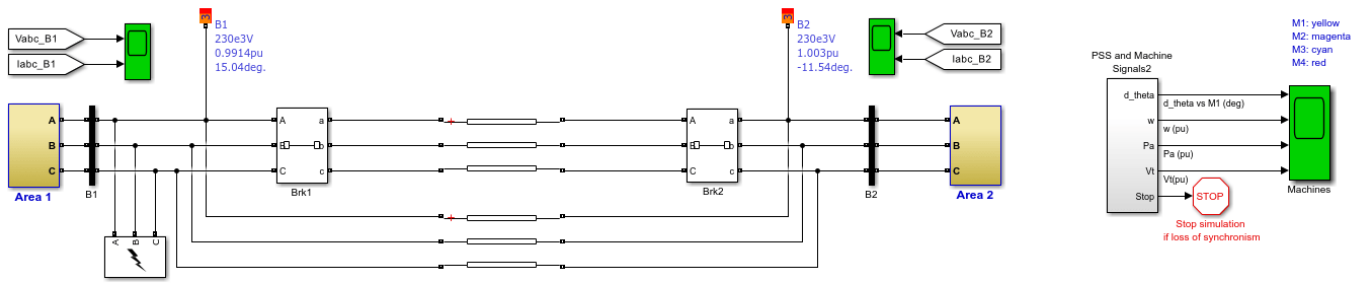 Vabc_B1
Iabc_B1
B1
230e3V
0.9914pu
15.04deg.
B2
230e3V
1.003pu
-11.54deg.
Vabc_B2
Iabc_B2
M1: yellow
M2: magenta
M3: cyan
M4: red
PSS and Machine
Signals2
d_theta
w
Pa
Vt
Stop
d_theta vs M1 (deg)
w (pu)
Pa (pu)
Vt(pu)
Machines
STOP
Stop simulation
if loss of synchronism
A
B
C
Area 1
B1
A
B
C
a
b
c
Brk1
A
B
C
a
b
c
Brk2
B2
A
B
C
Area 2
A B C